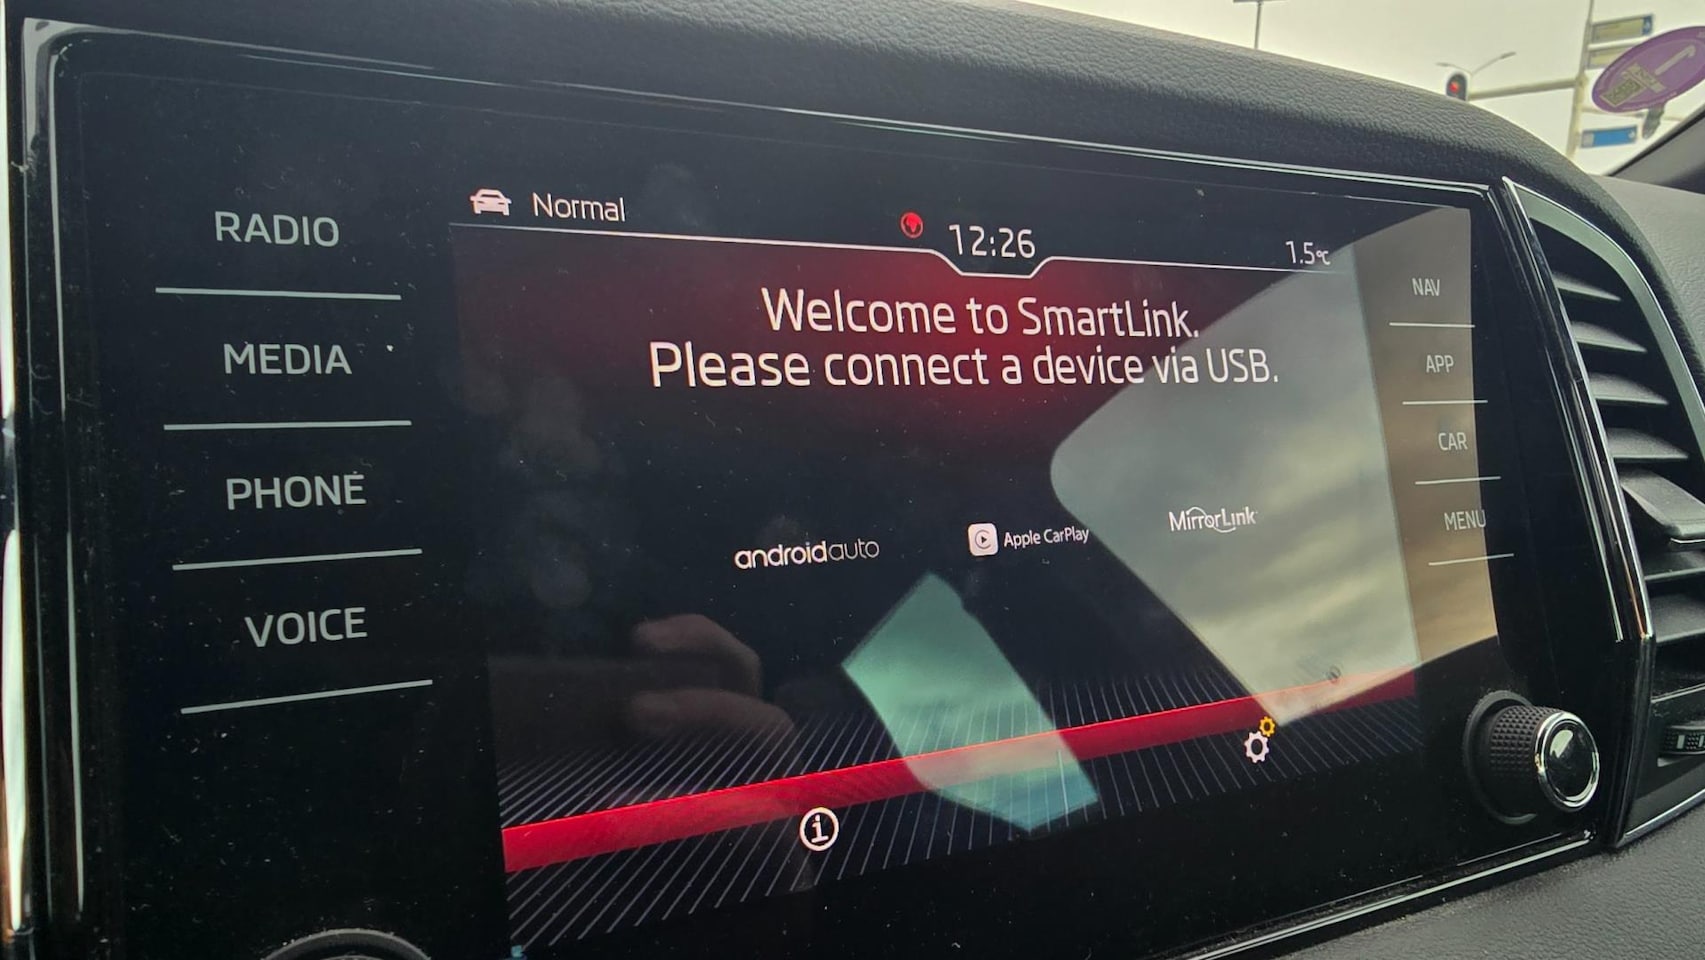 RADIO
MEDIA
PHONE
VOICE
Normal
12:26
1.5°C
Welcome to SmartLink.
Please connect a device via USB.
androidauto
Apple CarPlay
MirrorLink
NAV
APP
CAR
MENU